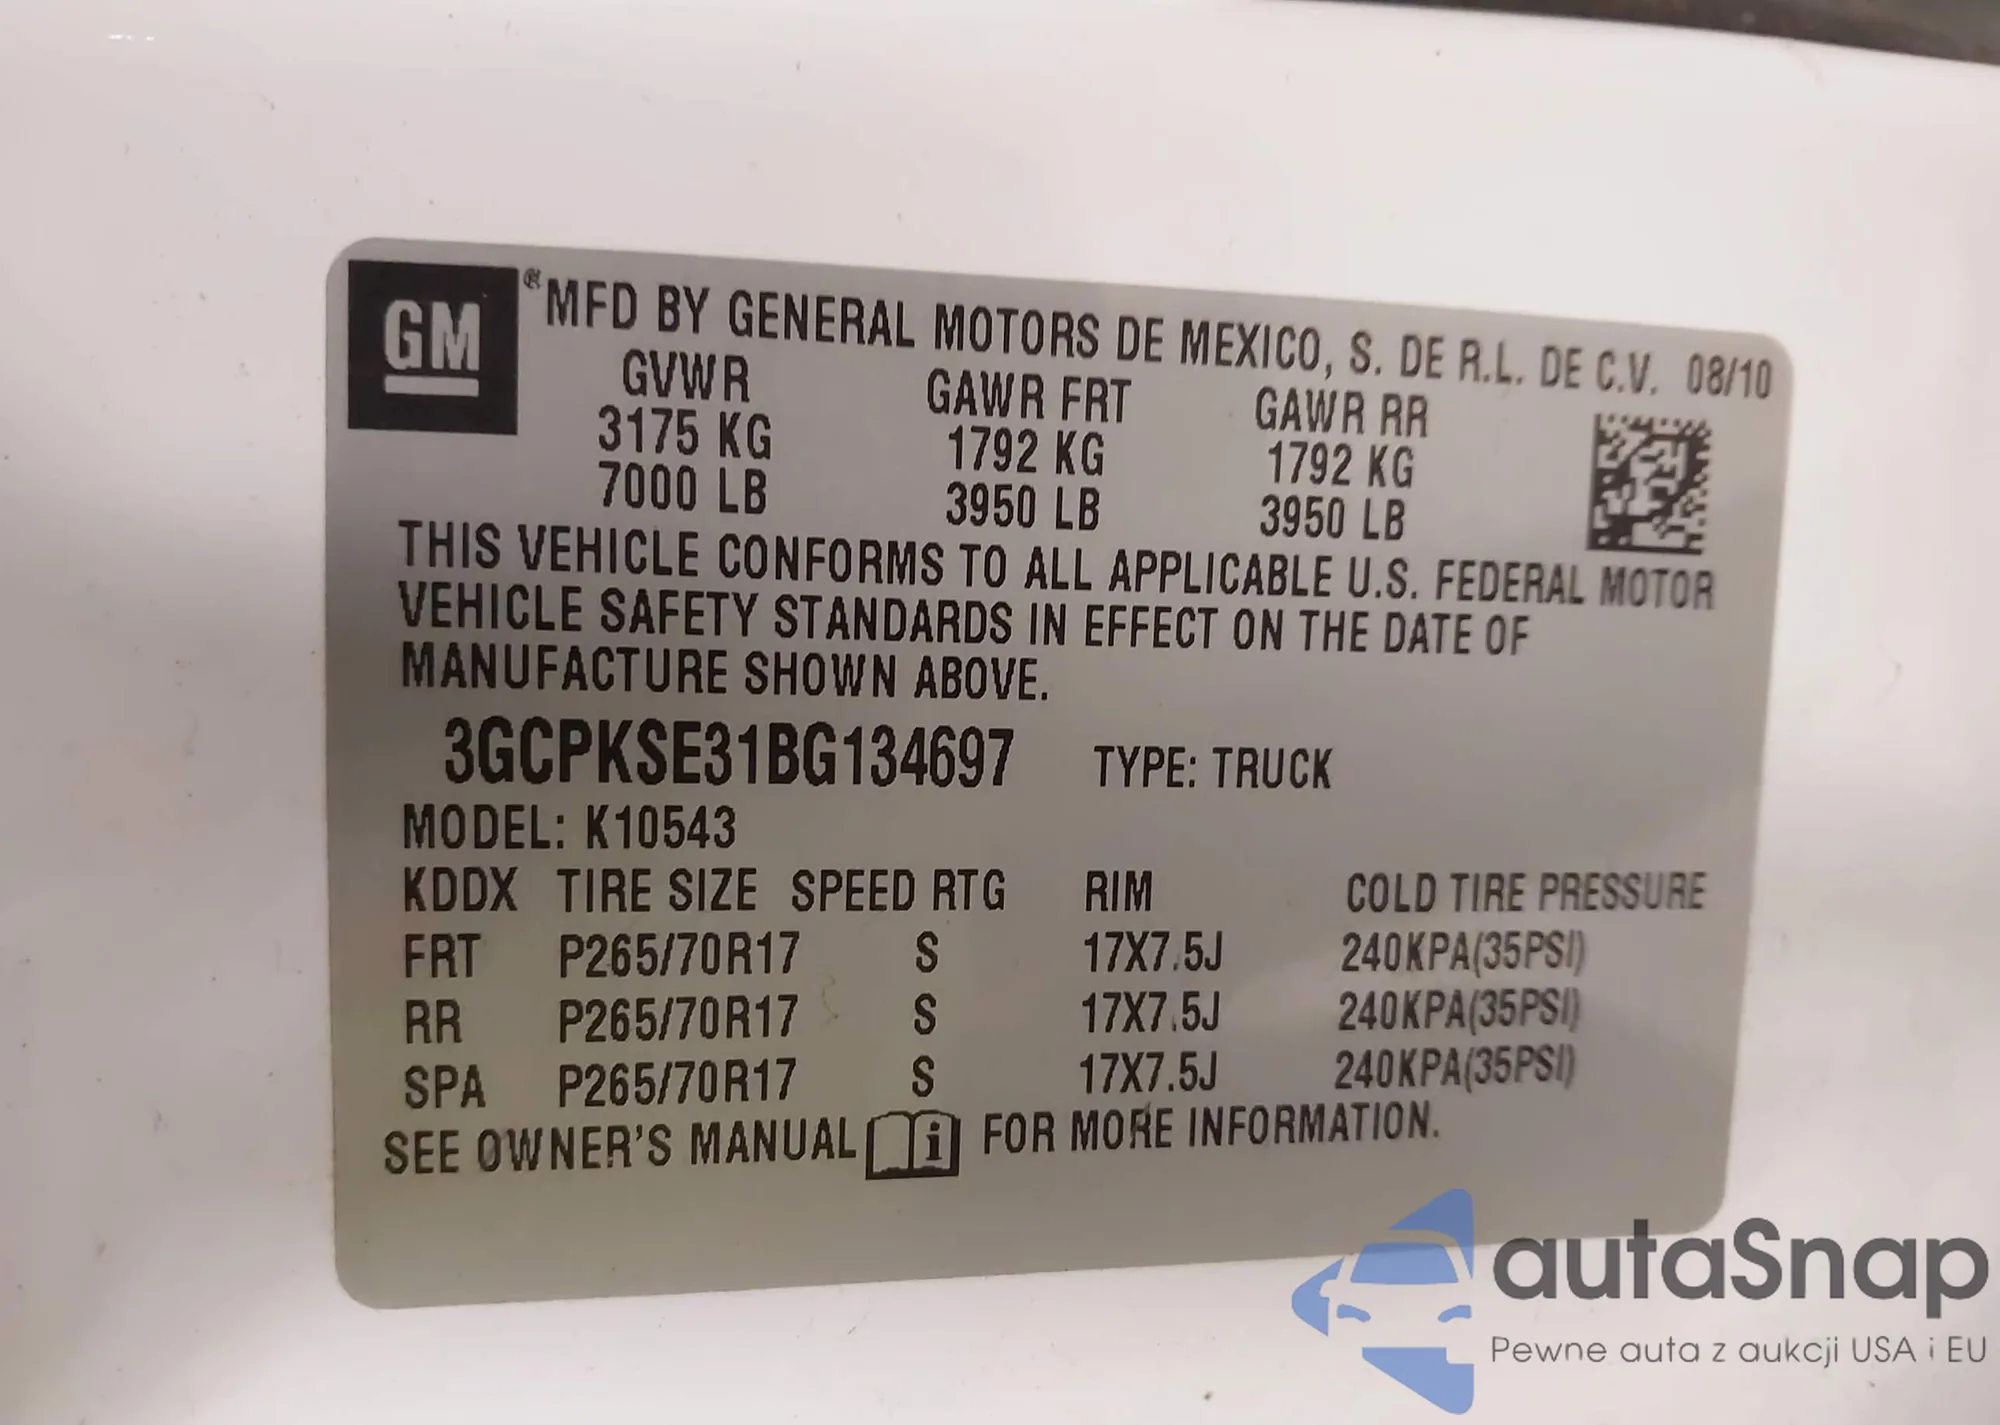 GM ® MFD BY GENERAL MOTORS DE MEXICO, S. DE R.L. DE C.V. 08/10
GVWR GAWR FRT GAWR RR
3175 KG 1792 KG 1792 KG
7000 LB 3950 LB 3950 LB
THIS VEHICLE CONFORMS TO ALL APPLICABLE U.S. FEDERAL MOTOR
VEHICLE SAFETY STANDARDS IN EFFECT ON THE DATE OF
MANUFACTURE SHOWN ABOVE.
3GCPKSE31BG134697 TYPE: TRUCK
MODEL: K10543
KDDX TIRE SIZE SPEED RTG RIM COLD TIRE PRESSURE
FRT P265/70R17 S 17X7.5J 240KPA(35PSI)
RR P265/70R17 S 17X7.5J 240KPA(35PSI)
SPA P265/70R17 S 17X7.5J 240KPA(35PSI)
SEE OWNER'S MANUAL i FOR MORE INFORMATION.
autaSnap
Pewne auta z aukcji USA i EU